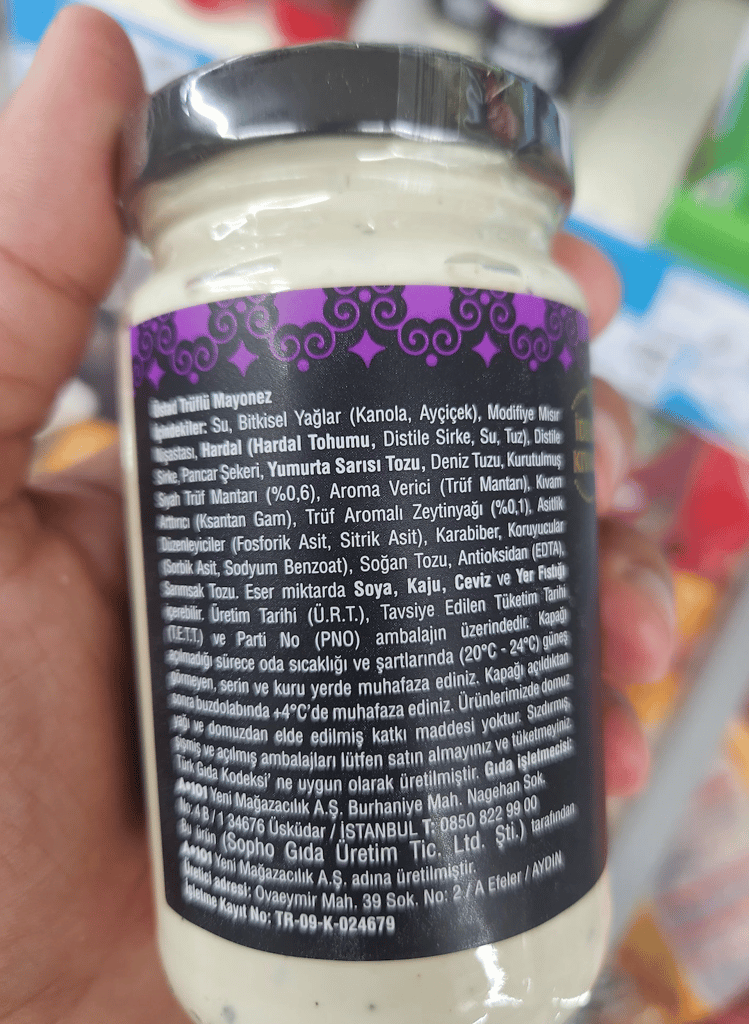 Üstad Trüflü Mayonez
İçindekiler: Su, Bitkisel Yağlar (Kanola, Ayçiçek), Modifiye Mısır
Nişastası, Hardal (Hardal Tohumu, Distile Sirke, Su, Tuz), Distile
Sirke, Pancar Şekeri, Yumurta Sarısı Tozu, Deniz Tuzu, Kurutulmuş
Siyah Trüf Mantarı (%0,6), Aroma Verici (Trüf Mantarı), Kıvam
Arttırıcı (Ksantan Gam), Trüf Aromalı Zeytinyağı (%0,1), Asitlik
Düzenleyiciler (Fosforik Asit, Sitrik Asit), Karabiber, Koruyucular
(Sorbik Asit, Sodyum Benzoat), Soğan Tozu, Antioksidan (EDTA),
Sarımsak Tozu. Eser miktarda Soya, Kaju, Ceviz ve Yer Fıstığı
içerebilir. Üretim Tarihi (Ü.R.T.), Tavsiye Edilen Tüketim Tarihi
(T.E.T.T.) ve Parti No (PNO) ambalajın üzerindedir. Kapağı
açılmadığı sürece oda sıcaklığı ve şartlarında (20°C - 24°C) güneş
görmeyen, serin ve kuru yerde muhafaza ediniz. Kapağı açıldıktan
sonra buzdolabında +4°C'de muhafaza ediniz. Ürünlerimizde domuz
yağı ve domuzdan elde edilmiş katkı maddesi yoktur. Sızdırmış,
şişmiş ve açılmış ambalajları lütfen satın almayınız ve tüketmeyiniz.
Türk Gıda Kodeksi' ne uygun olarak üretilmiştir. Gıda İşletmecisi:
A101 Yeni Mağazacılık A.Ş. Burhaniye Mah. Nagehan Sok.
No: 4 B/1 34676 Üsküdar / İSTANBUL T: 0850 822 99 00
Bu ürün (Sopho Gıda Üretim Tic. Ltd. Şti.) tarafından
A101 Yeni Mağazacılık A.Ş. adına üretilmiştir.
Üretici adresi: Ovaeymir Mah. 39 Sok. No: 2 / A Efeler / AYDIN
İşletme Kayıt No: TR-09-K-024679